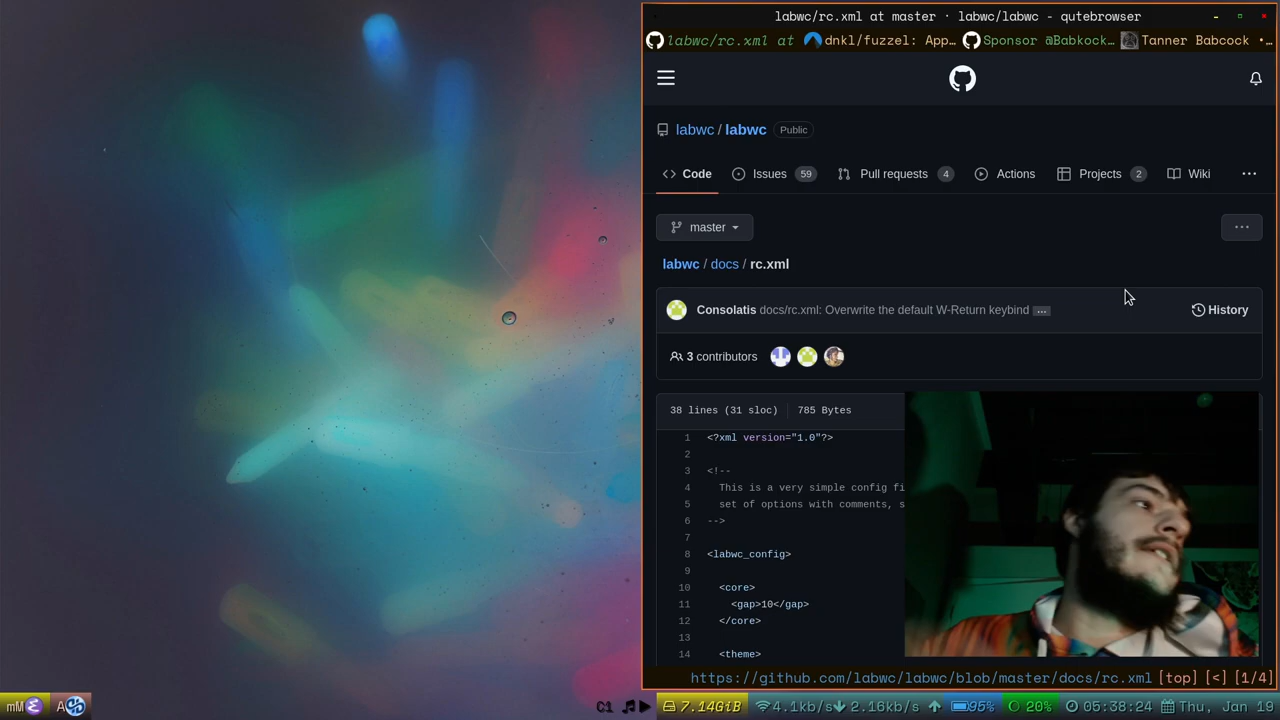 labwc/rc.xml at master · labwc/labwc - qutebrowser
labwc/rc.xml at dnkl/fuzzel: App… Sponsor @Babkock… Tanner Babcock •…
labwc / labwc Public
Code Issues 59 Pull requests 4 Actions Projects 2 Wiki ...
master ...
labwc / docs / rc.xml
Consolatis docs/rc.xml: Overwrite the default W-Return keybind ... History
3 contributors
38 lines (31 sloc) 785 Bytes
1 <?xml version="1.0"?>
2
3 <!--
4 This is a very simple config fi
5 set of options with comments, s
6 -->
7
8 <labwc_config>
9
10 <core>
11 <gap>10</gap>
12 </core>
13
14 <theme>
https://github.com/labwc/labwc/blob/master/docs/rc.xml [top] [<] [1/4]
mM A C1 7.14GiB 4.1kb/s 2.16kb/s 95% 20% 05:38:24 Thu, Jan 19